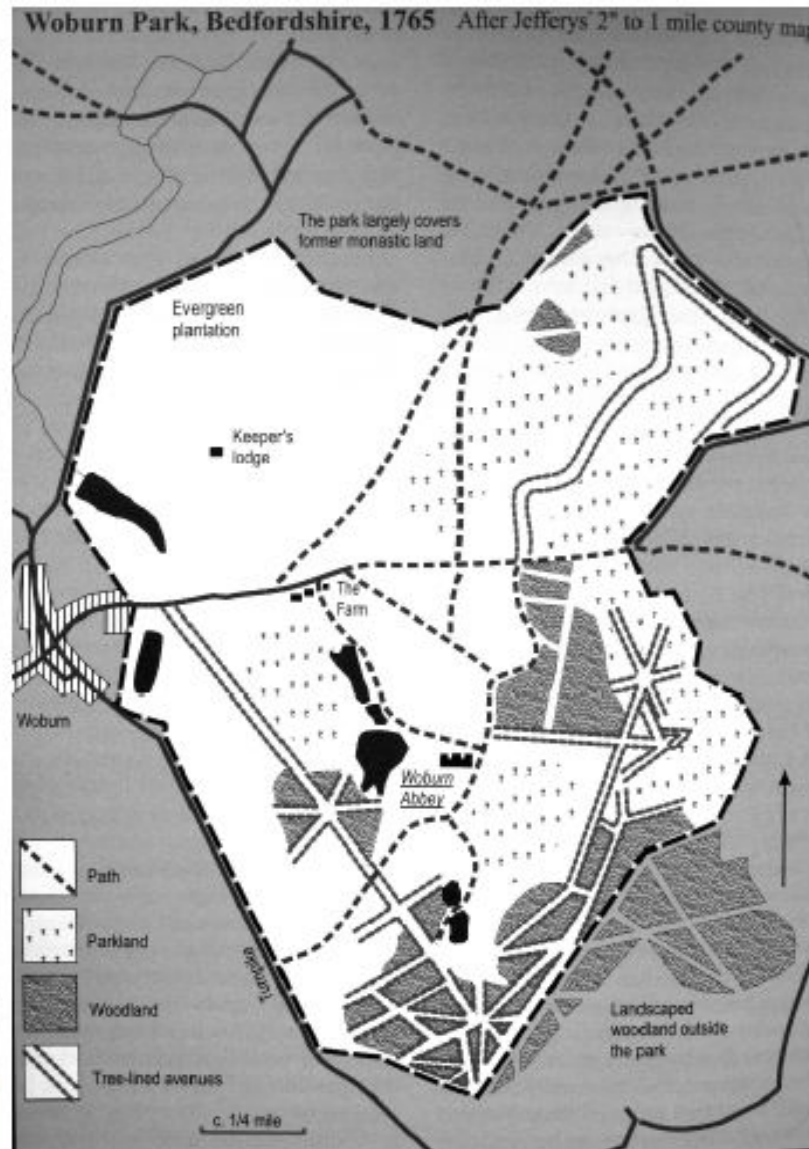 Woburn Park, Bedfordshire, 1765 After Jefferys' 2" to 1 mile county map
The park largely covers
former monastic land
Evergreen
plantation
Keeper's
lodge
The
Farm
Woburn
Woburn
Abbey
Path
Parkland
Turnpike
Woodland
Landscaped
woodland outside
the park
Tree-lined avenues
c. 1/4 mile